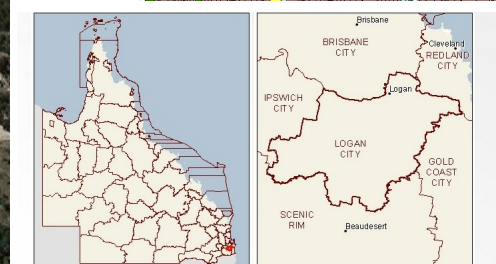 Brisbane
BRISBANE
CITY
Cleveland
REDLAND
CITY
IPSWICH
CITY
Logan
LOGAN
CITY
GOLD
COAST
CITY
SCENIC
RIM
Beaudesert